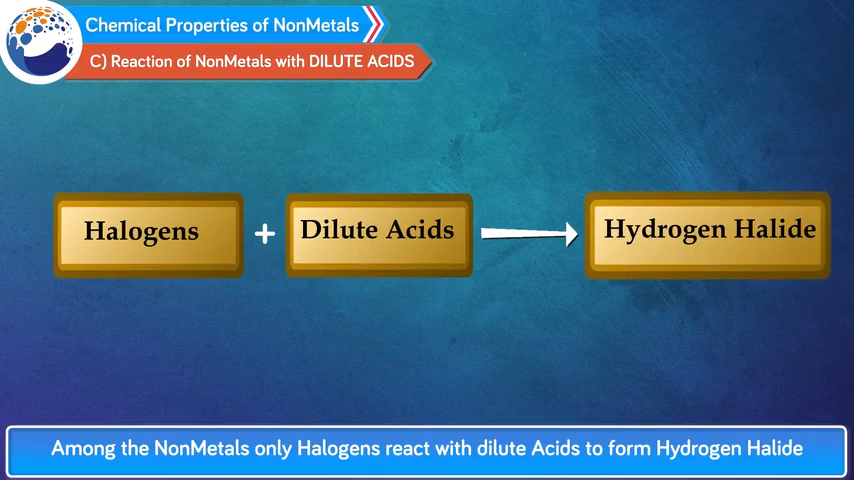 Chemical Properties of NonMetals
C) Reaction of NonMetals with DILUTE ACIDS
Halogens + Dilute Acids Hydrogen Halide
Among the NonMetals only Halogens react with dilute Acids to form Hydrogen Halide